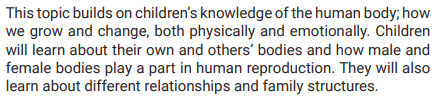 This topic builds on children's knowledge of the human body; how
we grow and change, both physically and emotionally. Children
will learn about their own and others' bodies and how male and
female bodies play a part in human reproduction. They will also
learn about different relationships and family structures.